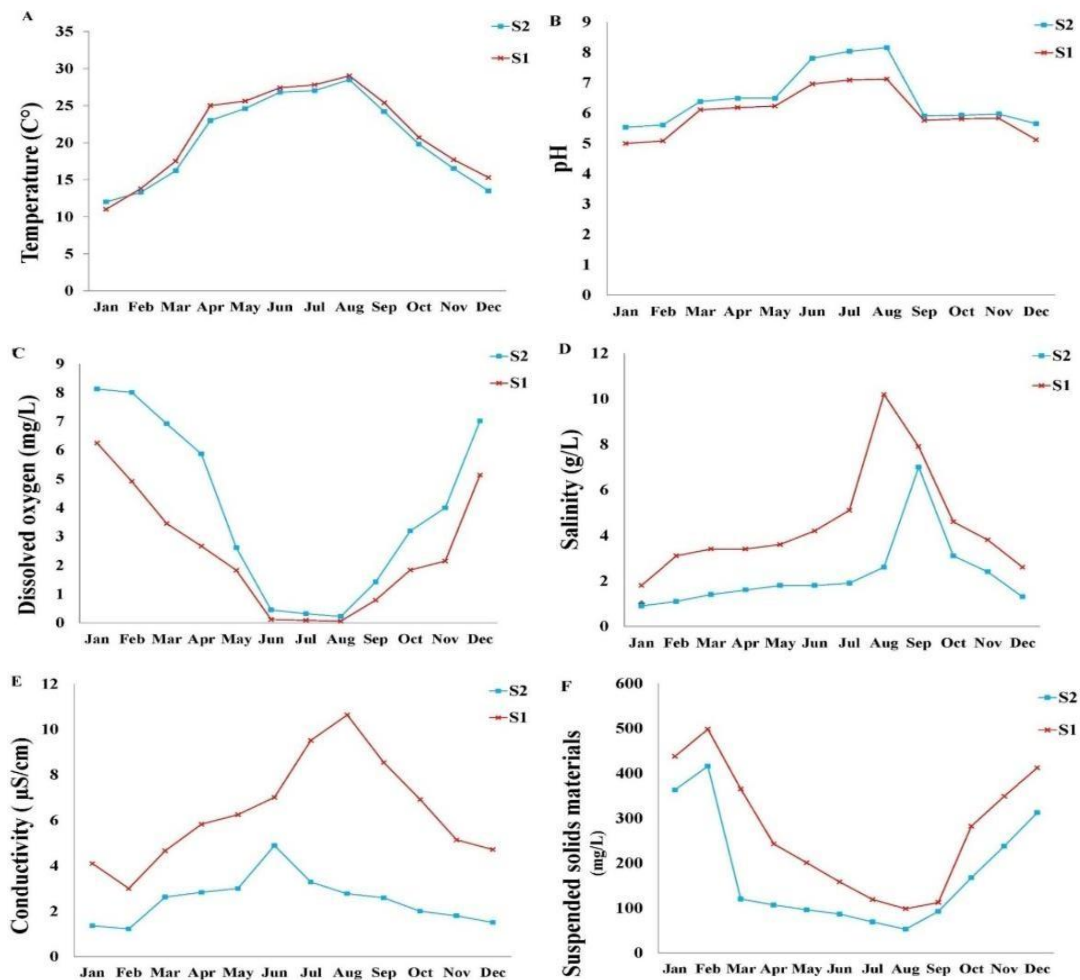 A
S2
S1
Temperature (C°)
35
30
25
20
15
10
5
0
Jan Feb Mar Apr May Jun Jul Aug Sep Oct Nov Dec
B
S2
S1
pH
9
8
7
6
5
4
3
2
1
0
Jan Feb Mar Apr May Jun Jul Aug Sep Oct Nov Dec
C
S2
S1
Dissolved oxygen (mg/L)
9
8
7
6
5
4
3
2
1
0
Jan Feb Mar Apr May Jun Jul Aug Sep Oct Nov Dec
D
S2
S1
Salinity (g/L)
12
10
8
6
4
2
0
Jan Feb Mar Apr May Jun Jul Aug Sep Oct Nov Dec
E
S2
S1
Conductivity ( µS/cm)
12
10
8
6
4
2
0
Jan Feb Mar Apr May Jun Jul Aug Sep Oct Nov Dec
F
S2
S1
Suspended solids materials
(mg/L)
600
500
400
300
200
100
0
Jan Feb Mar Apr May Jun Jul Aug Sep Oct Nov Dec